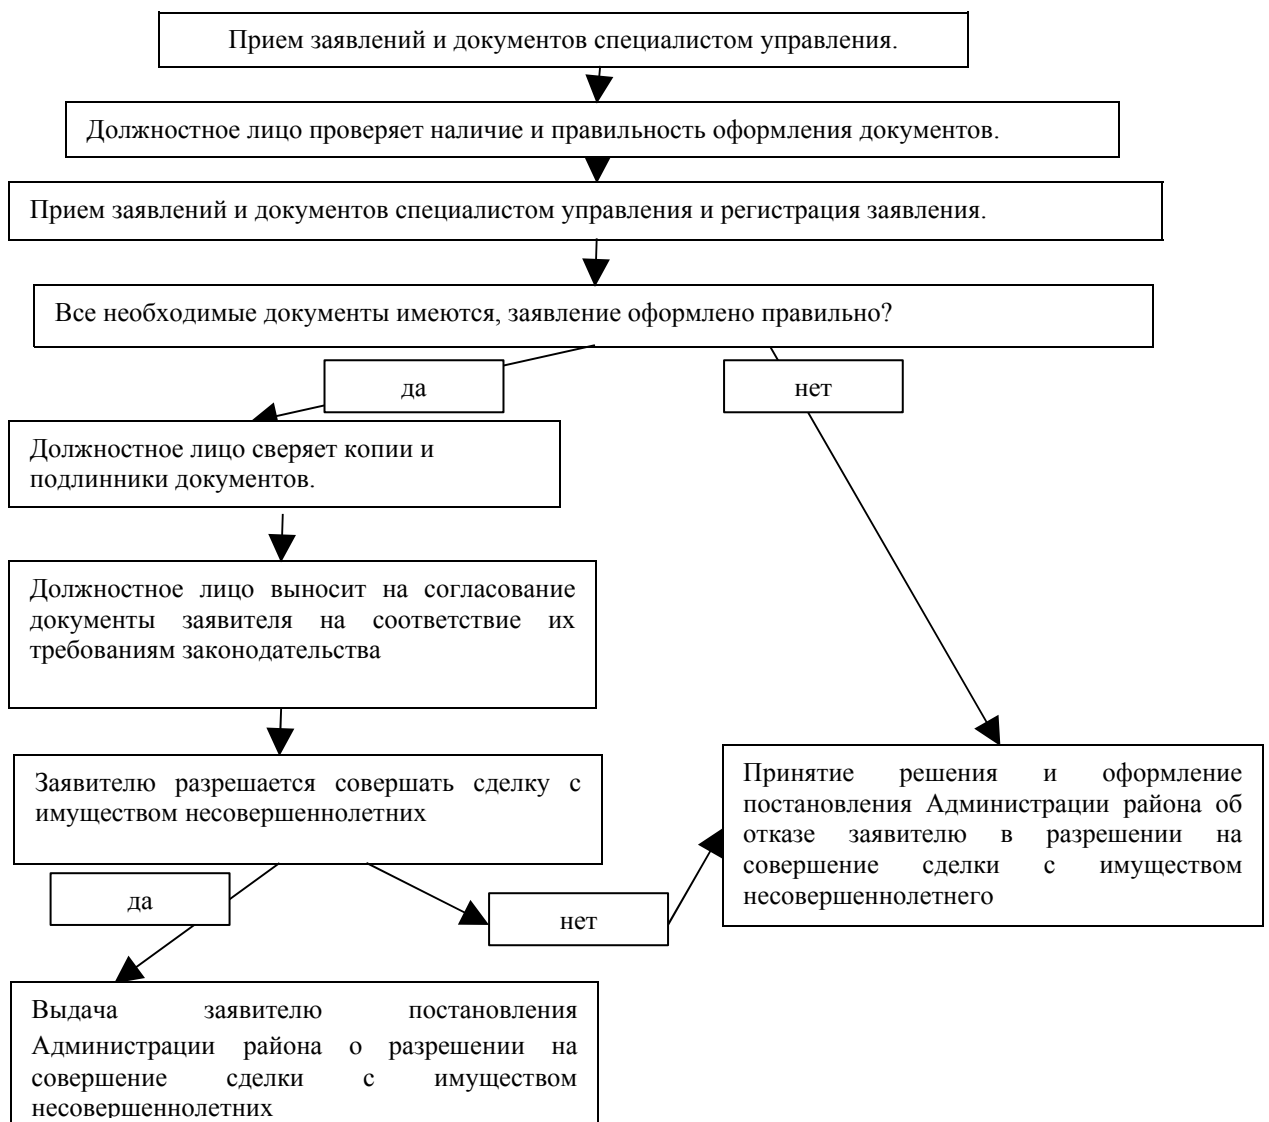 Прием заявлений и документов специалистом управления.
Должностное лицо проверяет наличие и правильность оформления документов.
Прием заявлений и документов специалистом управления и регистрация заявления.
Все необходимые документы имеются, заявление оформлено правильно?
да
нет
Должностное лицо сверяет копии и
подлинники документов.
Должностное лицо выносит на согласование
документы заявителя на соответствие их
требованиям законодательства
Заявителю разрешается совершать сделку с
имуществом несовершеннолетних
Принятие решения и оформление
постановления Администрации района об
отказе заявителю в разрешении на
совершение сделки с имуществом
несовершеннолетнего
да
нет
Выдача заявителю постановления
Администрации района о разрешении на
совершение сделки с имуществом
несовершеннолетних